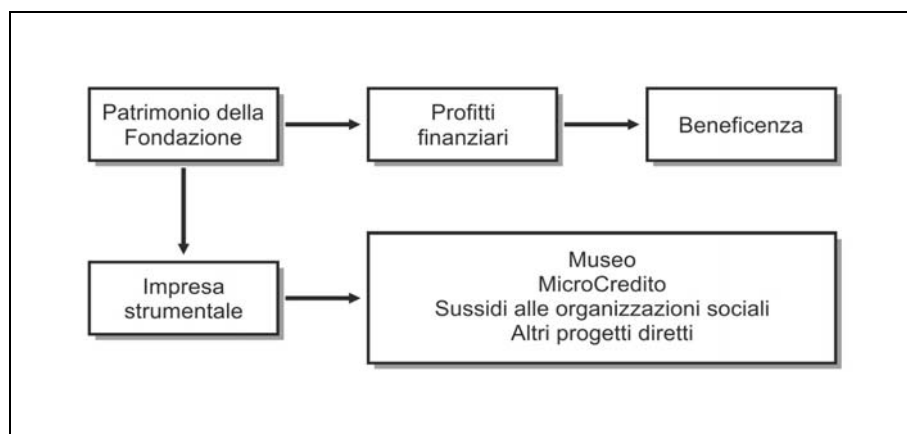 Patrimonio della
Fondazione
Profitti
finanziari
Beneficenza
Impresa
strumentale
Museo
MicroCredito
Sussidi alle organizzazioni sociali
Altri progetti diretti